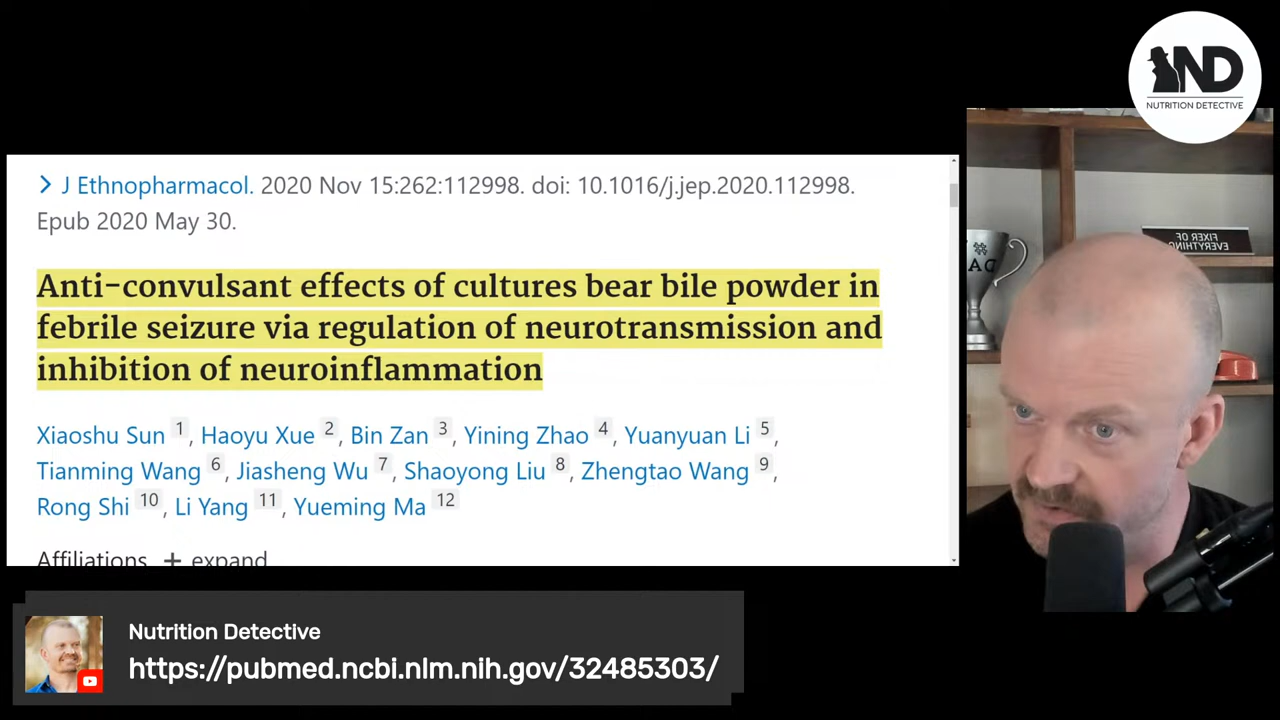 ND
NUTRITION DETECTIVE
J Ethnopharmacol. 2020 Nov 15:262:112998. doi: 10.1016/j.jep.2020.112998.
Epub 2020 May 30.
Anti-convulsant effects of cultures bear bile powder in
febrile seizure via regulation of neurotransmission and
inhibition of neuroinflammation
Xiaoshu Sun 1, Haoyu Xue 2, Bin Zan 3, Yining Zhao 4, Yuanyuan Li 5,
Tianming Wang 6, Jiasheng Wu 7, Shaoyong Liu 8, Zhengtao Wang 9,
Rong Shi 10, Li Yang 11, Yueming Ma 12
Affiliations + expand
FIXER OF
EVERYTHING
Nutrition Detective
https://pubmed.ncbi.nlm.nih.gov/32485303/